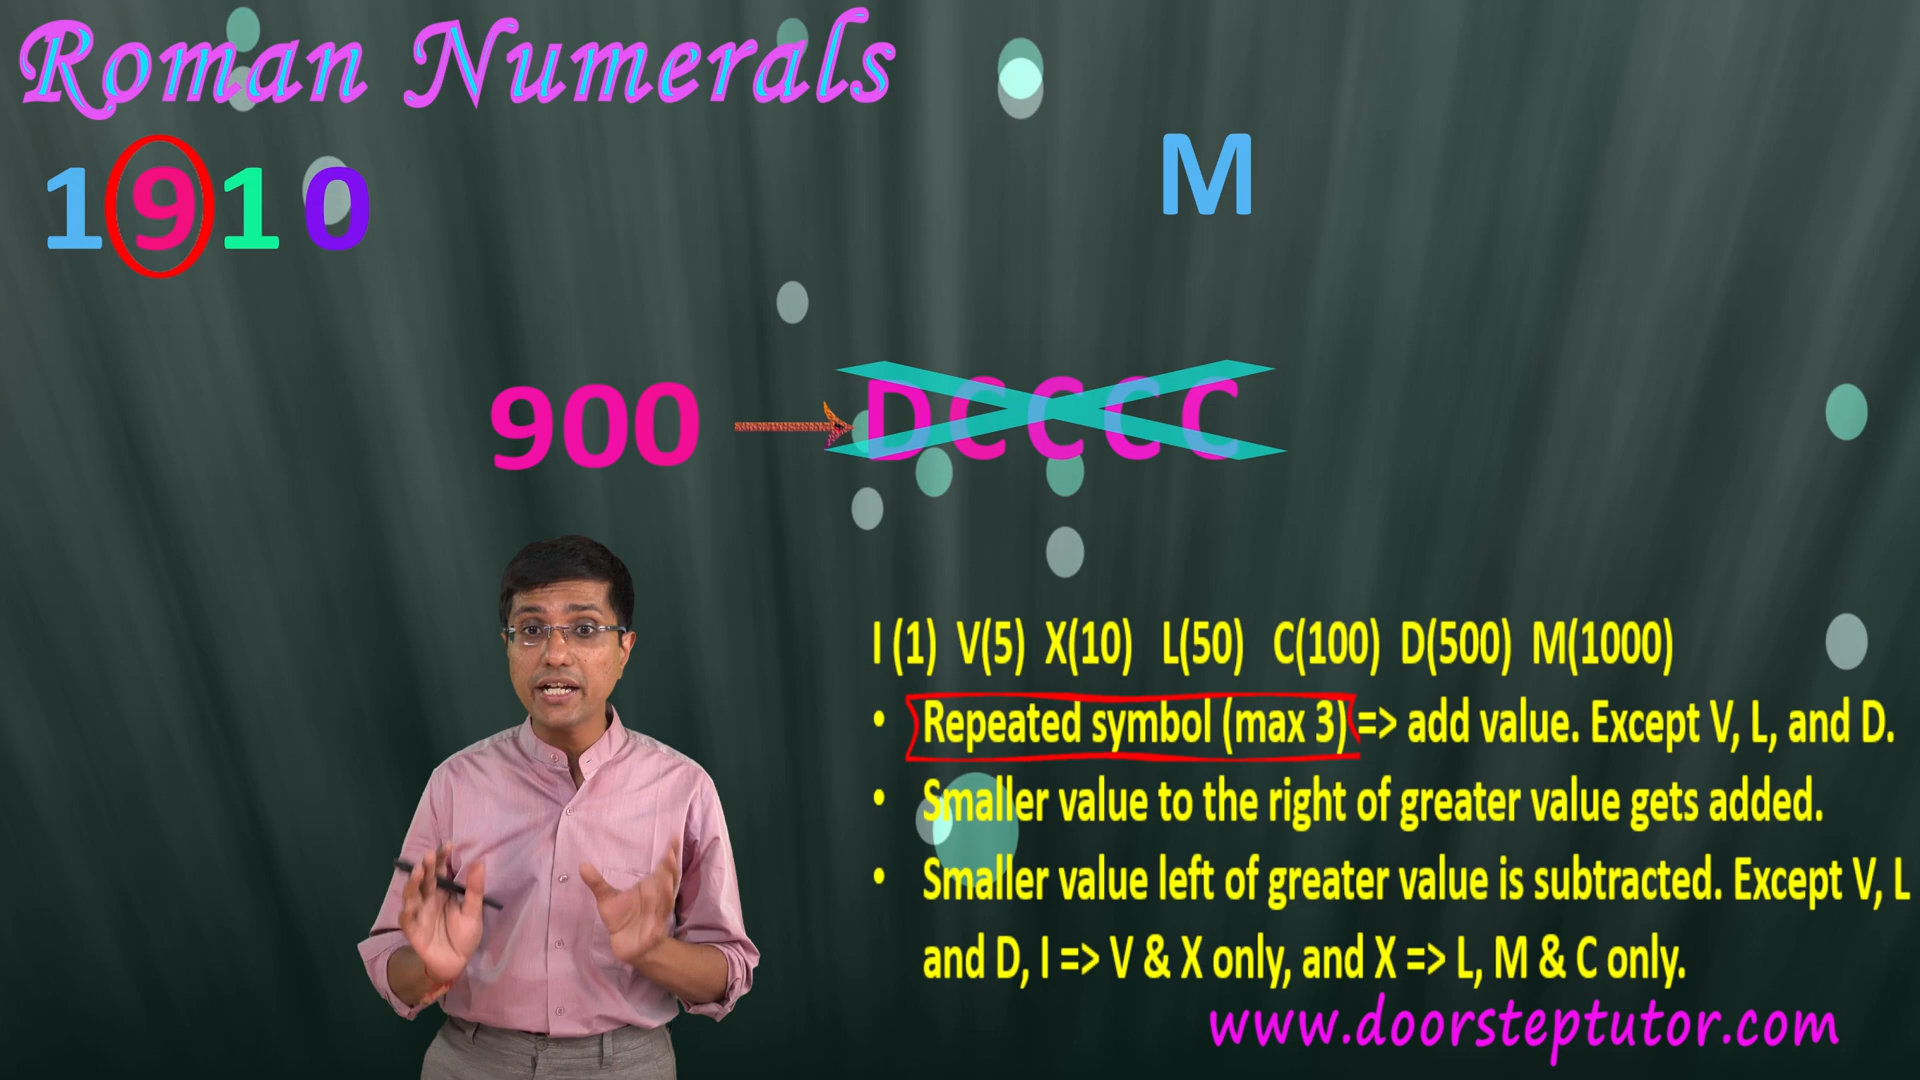 Roman Numerals
1910
M
900 DCCCC
I (1) V(5) X(10) L(50) C(100) D(500) M(1000)
• Repeated symbol (max 3) => add value. Except V, L, and D.
• Smaller value to the right of greater value gets added.
• Smaller value left of greater value is subtracted. Except V, L
and D, I => V & X only, and X => L, M & C only.
www.doorsteptutor.com